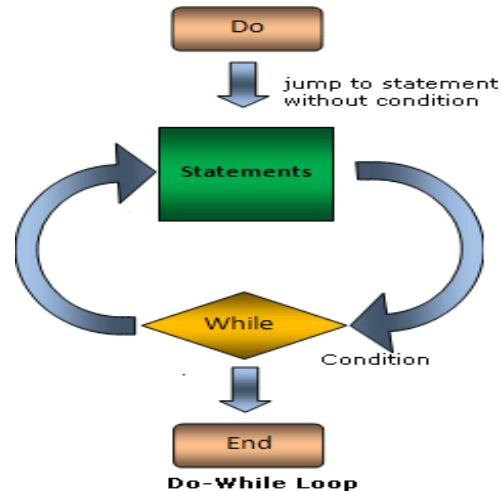 Do
jump to statement
without condition
Statements
While
Condition
End
Do-While Loop